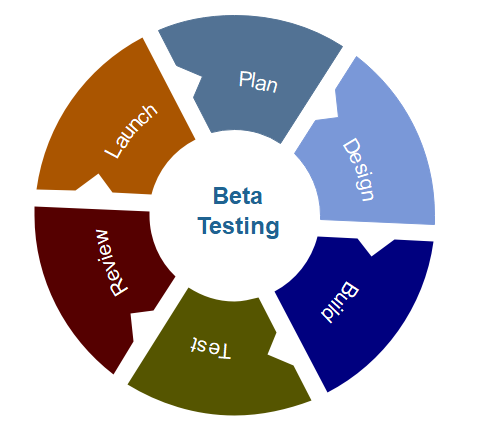 Plan
Design
Build
Test
Review
Launch
Beta
Testing